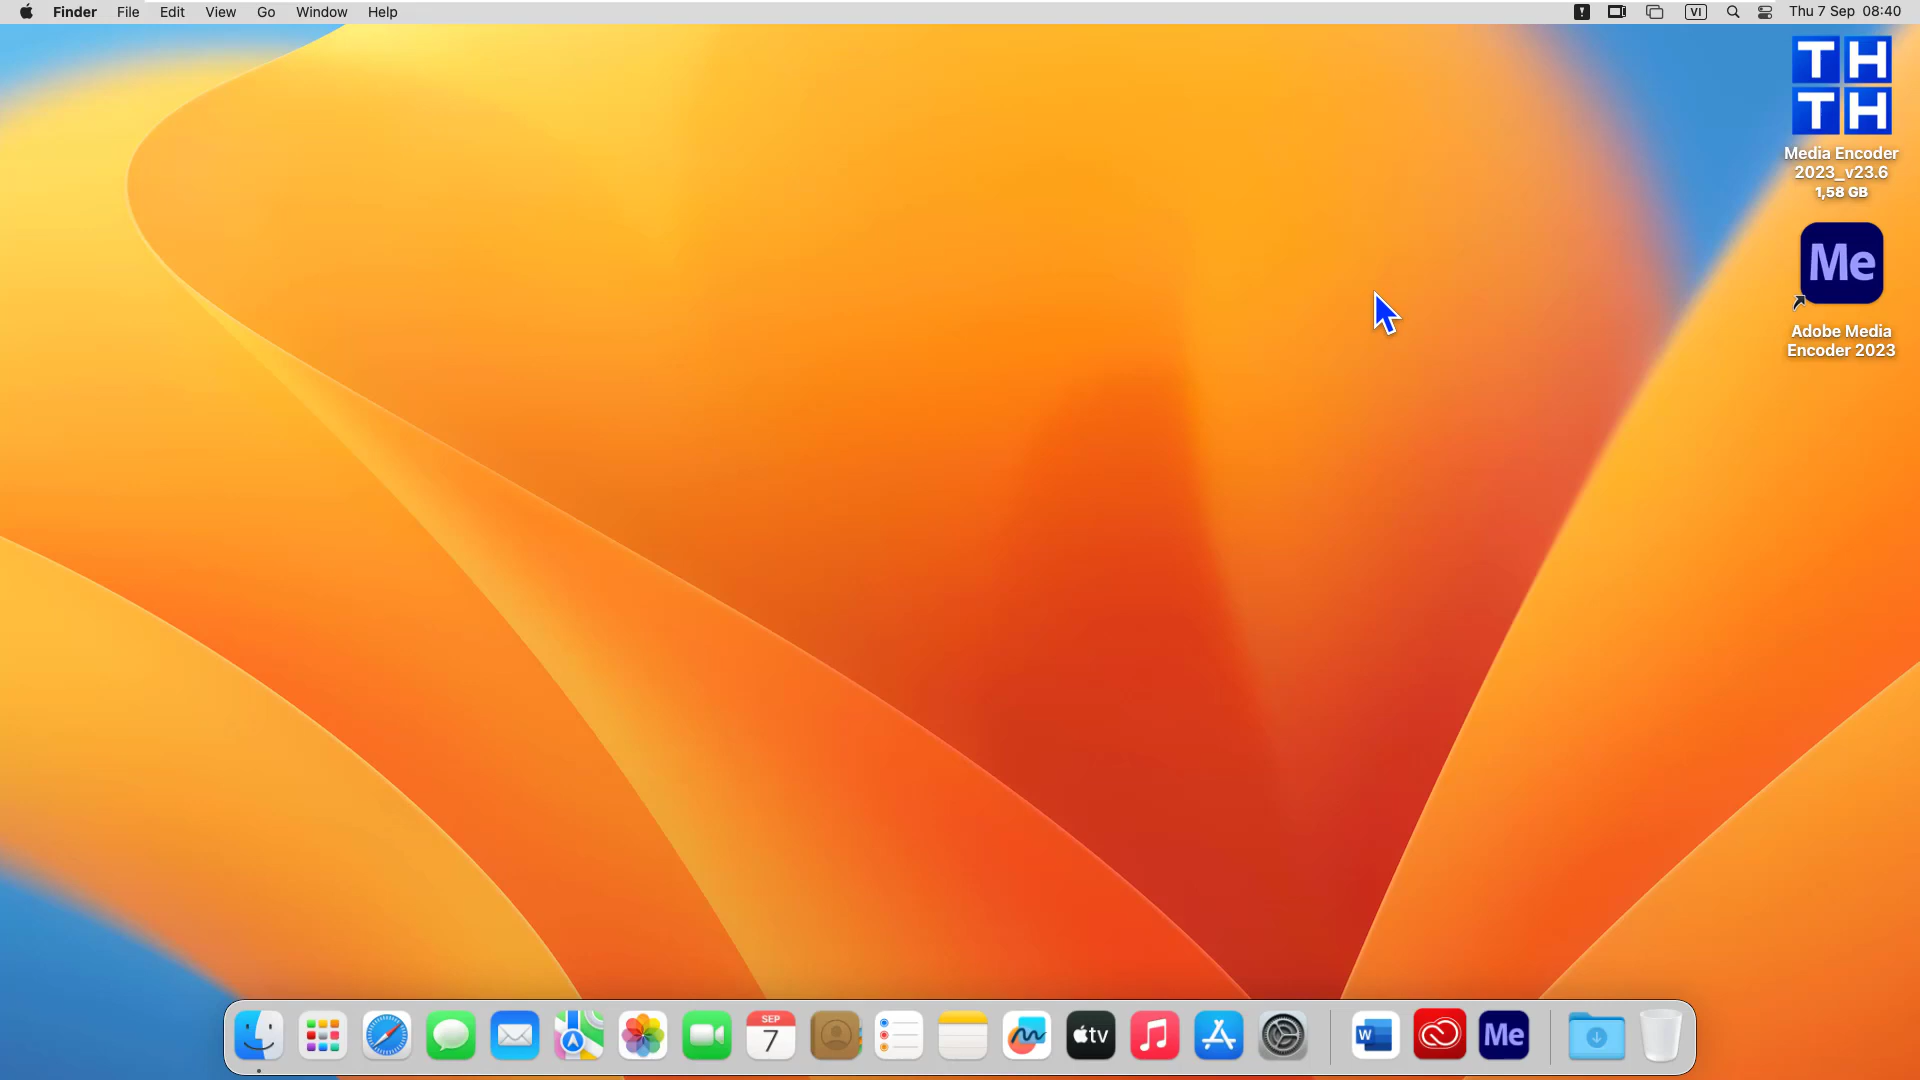 Finder File Edit View Go Window Help
VI Thu 7 Sep 08:40
TH
TH
Media Encoder
2023_v23.6
1,58 GB
Me
Adobe Media
Encoder 2023
SEP
7
tv
W
Me